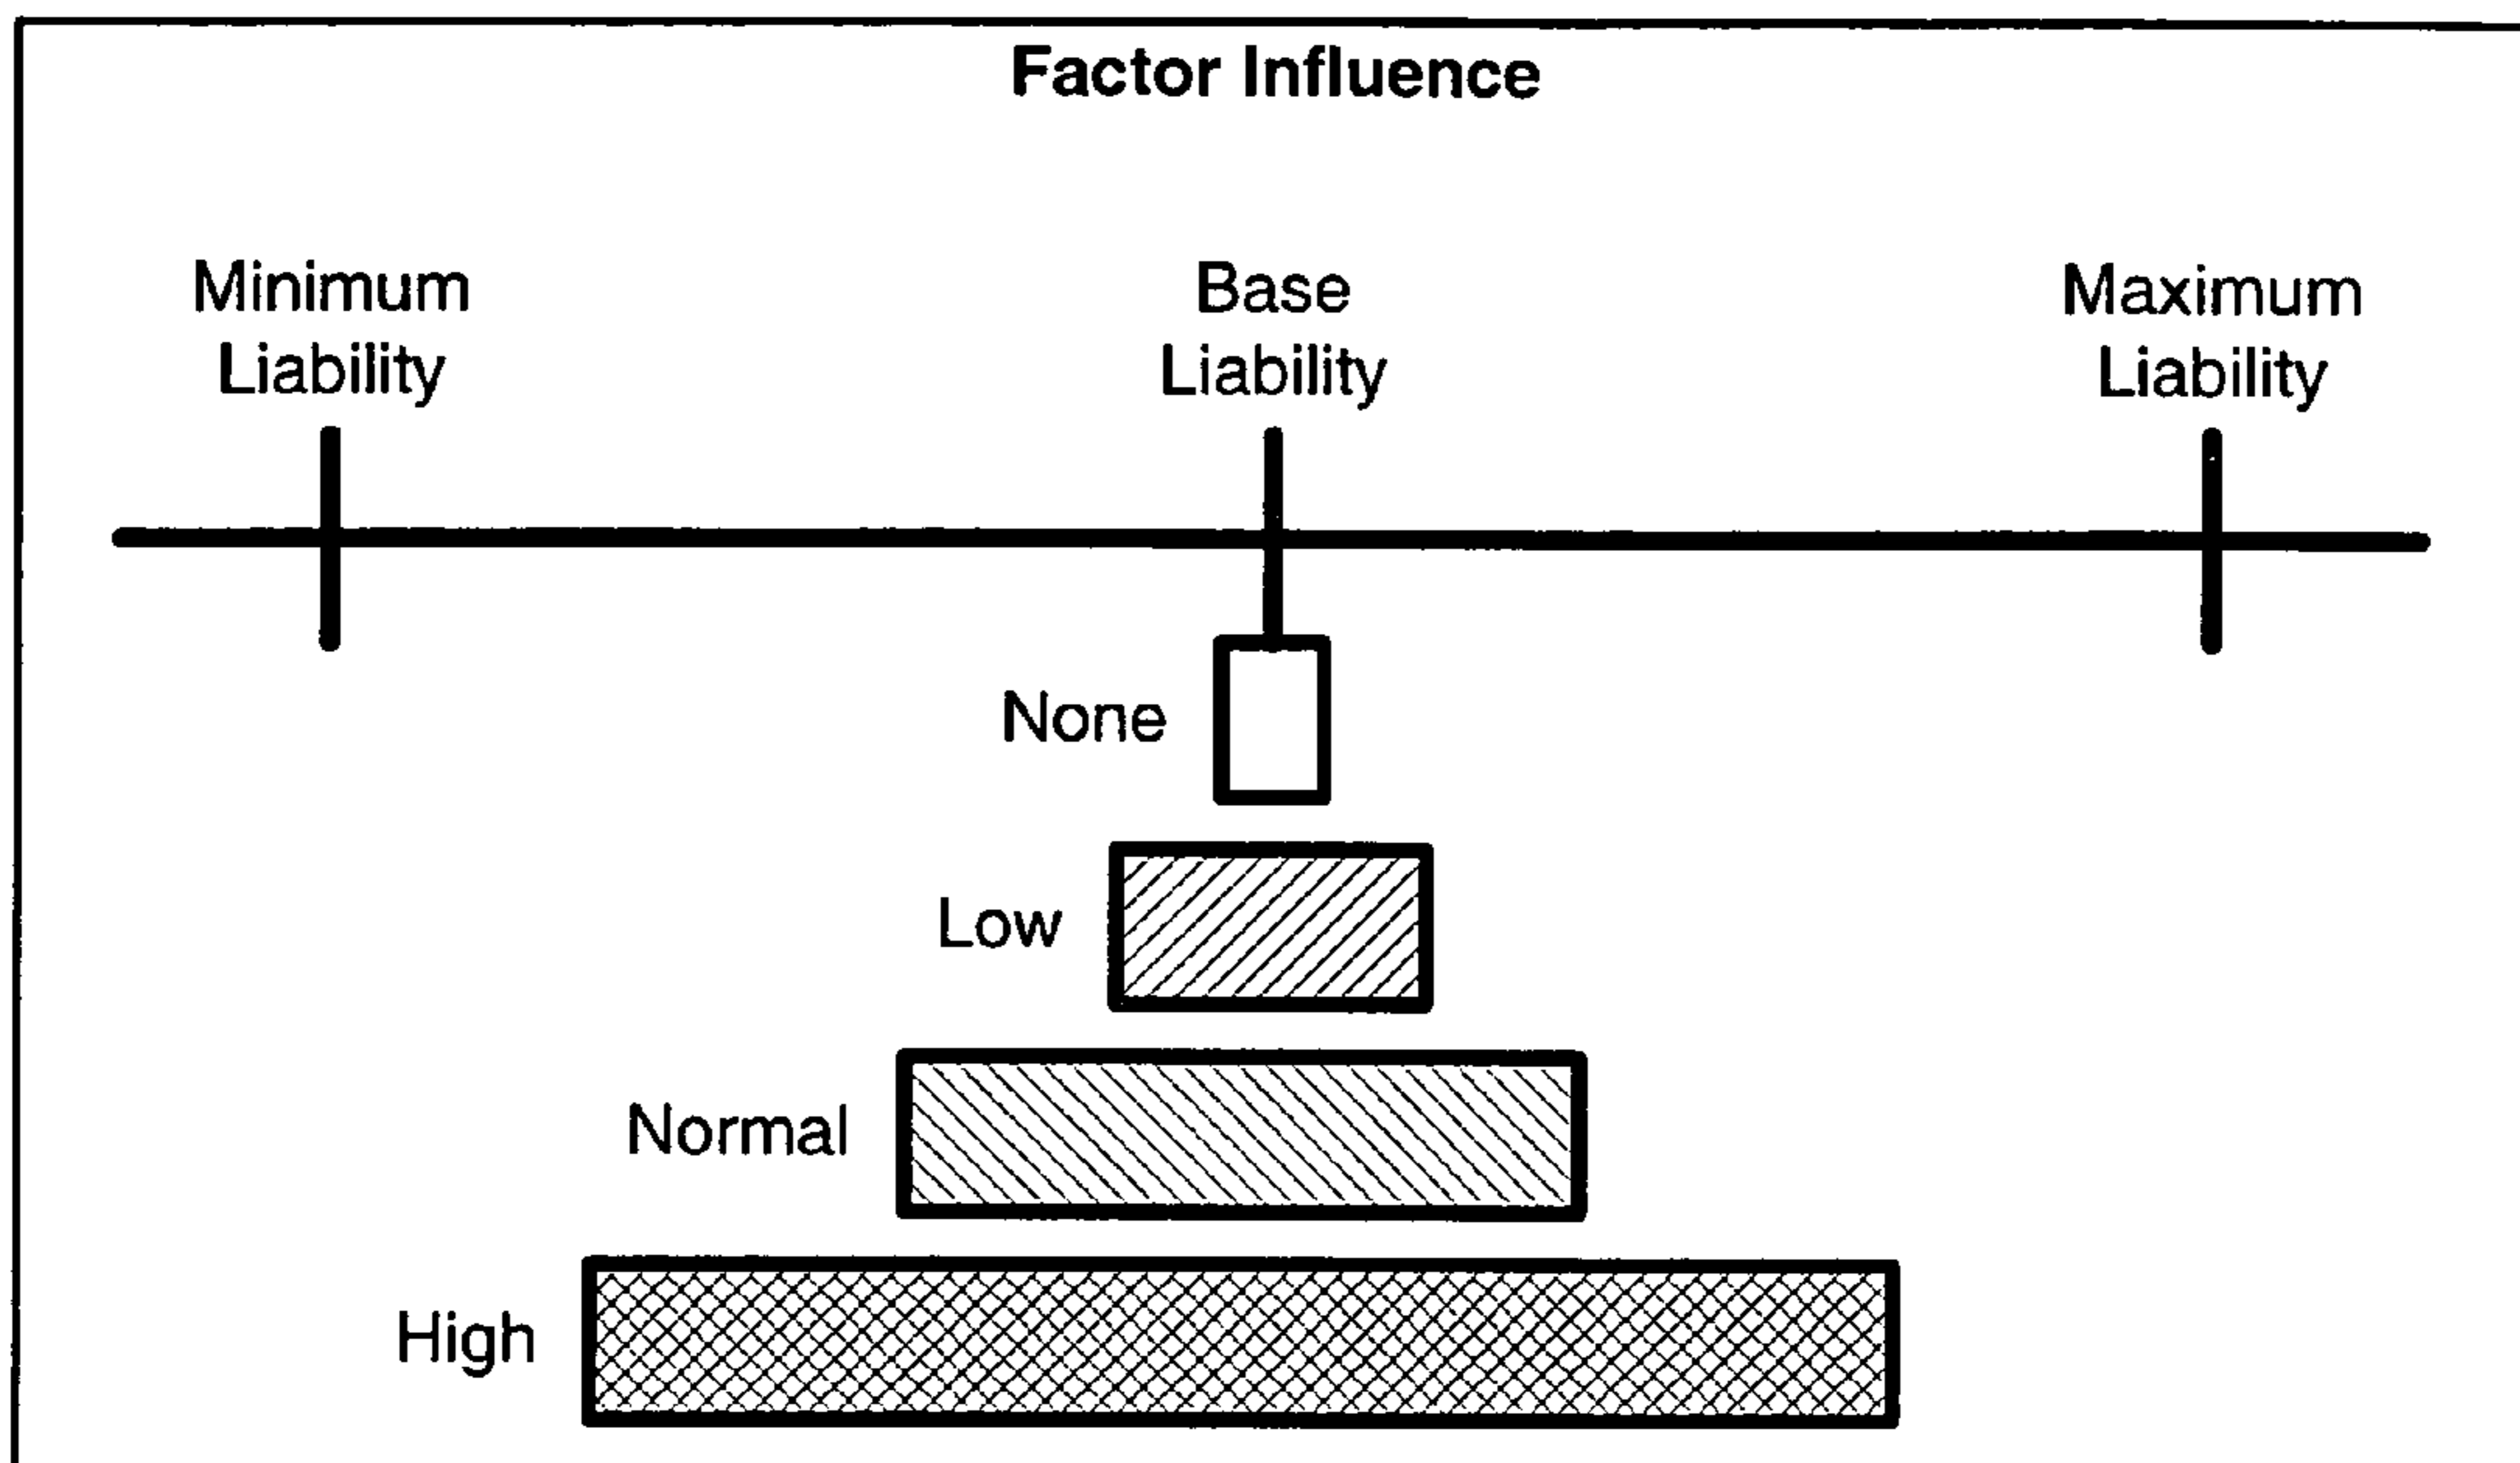 Factor Influence
Minimum
Liability
Base
Liability
Maximum
Liability
None
Low
Normal
High